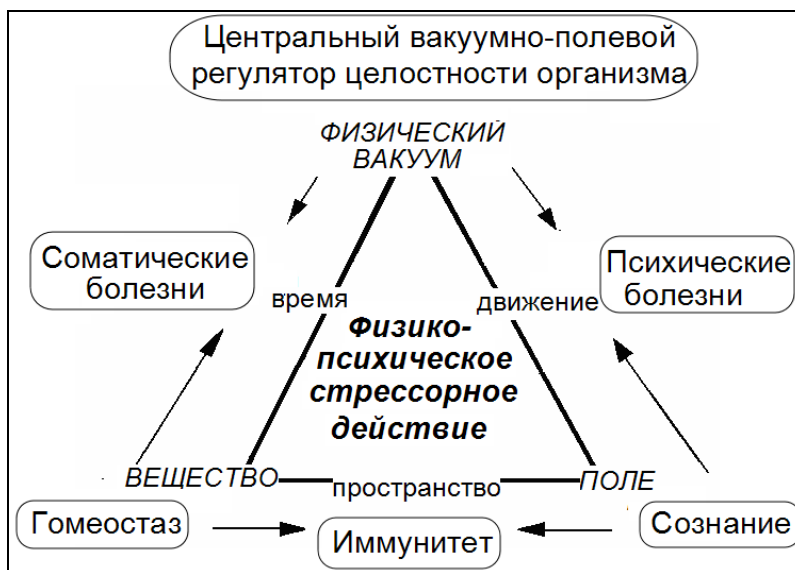 Центральный вакуумно-полевой
регулятор целостности организма
ФИЗИЧЕСКИЙ
ВАКУУМ
Соматические
болезни
Психические
болезни
время
движение
Физико-
психическое
стрессорное
действие
ВЕЩЕСТВО
пространство
ПОЛЕ
Гомеостаз
Иммунитет
Сознание